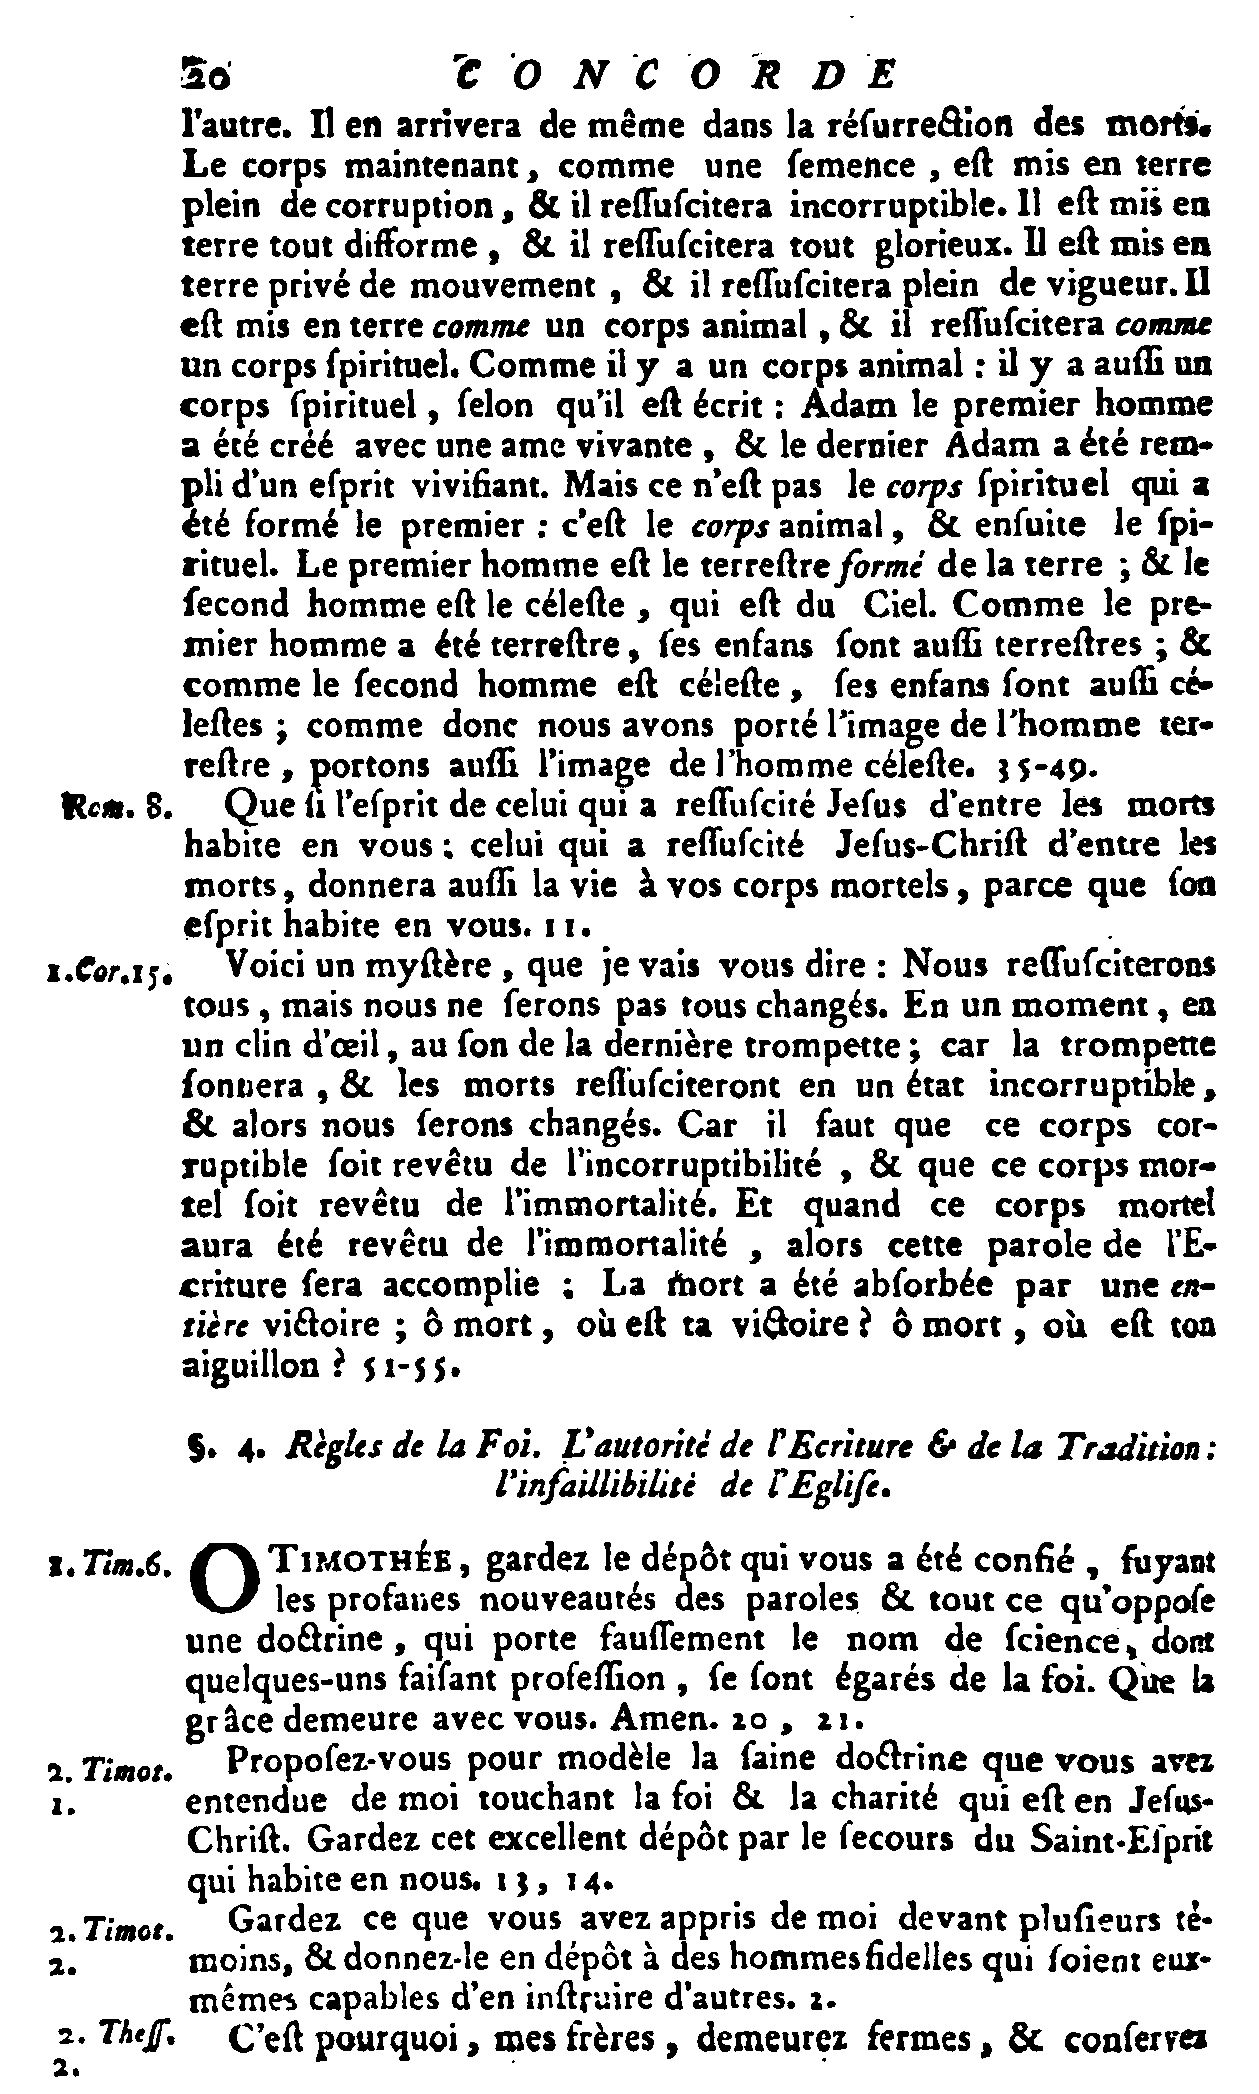 20 CONCORDE
l'autre. Il en arrivera de même dans la réſurrection des morts.
Le corps maintenant, comme une ſemence, eſt mis en terre
plein de corruption, & il reſſuſcitera incorruptible. Il eſt mis en
terre tout difforme, & il reſſuſcitera tout glorieux. Il eſt mis en
terre privé de mouvement, & il reſſuſcitera plein de vigueur. Il
eſt mis en terre comme un corps animal, & il reſſuſcitera comme
un corps ſpirituel. Comme il y a un corps animal : il y a auſſi un
corps ſpirituel, ſelon qu'il eſt écrit : Adam le premier homme
a été créé avec une ame vivante, & le dernier Adam a été rem-
pli d'un eſprit vivifiant. Mais ce n'eſt pas le corps ſpirituel qui a
été formé le premier : c'eſt le corps animal, & enſuite le ſpi-
rituel. Le premier homme eſt le terreſtre formé de la terre ; & le
ſecond homme eſt le céleſte, qui eſt du Ciel. Comme le pre-
mier homme a été terreſtre, ſes enfans ſont auſſi terreſtres ; &
comme le ſecond homme eſt céleſte, ſes enfans ſont auſſi cé-
leſtes ; comme donc nous avons porté l'image de l'homme ter-
reſtre, portons auſſi l'image de l'homme céleſte. 35-49.
Rom. 8. Que ſi l'eſprit de celui qui a reſſuſcité Jeſus d'entre les morts
habite en vous : celui qui a reſſuſcité Jeſus-Chriſt d'entre les
morts, donnera auſſi la vie à vos corps mortels, parce que ſon
eſprit habite en vous. 11.
1.Cor.15. Voici un myſtère, que je vais vous dire : Nous reſſuſciterons
tous, mais nous ne ſerons pas tous changés. En un moment, en
un clin d'œil, au ſon de la dernière trompette ; car la trompette
ſonnera, & les morts reſſuſciteront en un état incorruptible,
& alors nous ſerons changés. Car il faut que ce corps cor-
ruptible ſoit revêtu de l'incorruptibilité, & que ce corps mor-
tel ſoit revêtu de l'immortalité. Et quand ce corps mortel
aura été revêtu de l'immortalité, alors cette parole de l'E-
criture ſera accomplie : La mort a été abſorbée par une en-
tière victoire ; ô mort, où eſt ta victoire ? ô mort, où eſt ton
aiguillon ? 51-55.
§. 4. Règles de la Foi. L'autorité de l'Ecriture & de la Tradition :
l'infaillibilité de l'Egliſe.
1. Tim.6. O TIMOTHÉE, gardez le dépôt qui vous a été confié, fuyant
les profanes nouveautés des paroles & tout ce qu'oppoſe
une doctrine, qui porte fauſſement le nom de ſcience, dont
quelques-uns faiſant profeſſion, ſe ſont égarés de la foi. Que la
grâce demeure avec vous. Amen. 20, 21.
2. Timot. Propoſez-vous pour modèle la ſaine doctrine que vous avez
1. entendue de moi touchant la foi & la charité qui eſt en Jeſus-
Chriſt. Gardez cet excellent dépôt par le ſecours du Saint-Eſprit
qui habite en nous. 13, 14.
2. Timot. Gardez ce que vous avez appris de moi devant pluſieurs té-
2. moins, & donnez-le en dépôt à des hommes fidelles qui ſoient eux-
mêmes capables d'en inſtruire d'autres. 2.
2. Theſſ. C'eſt pourquoi, mes frères, demeurez fermes, & conſervez
2.